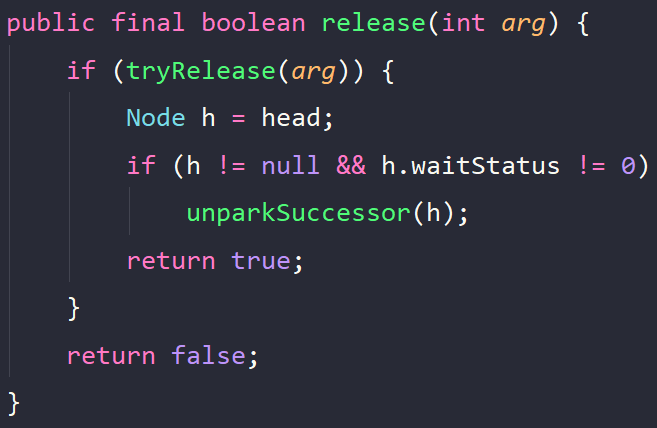 public final boolean release(int arg) {
    if (tryRelease(arg)) {
        Node h = head;
        if (h != null && h.waitStatus != 0)
            unparkSuccessor(h);
        return true;
    }
    return false;
}